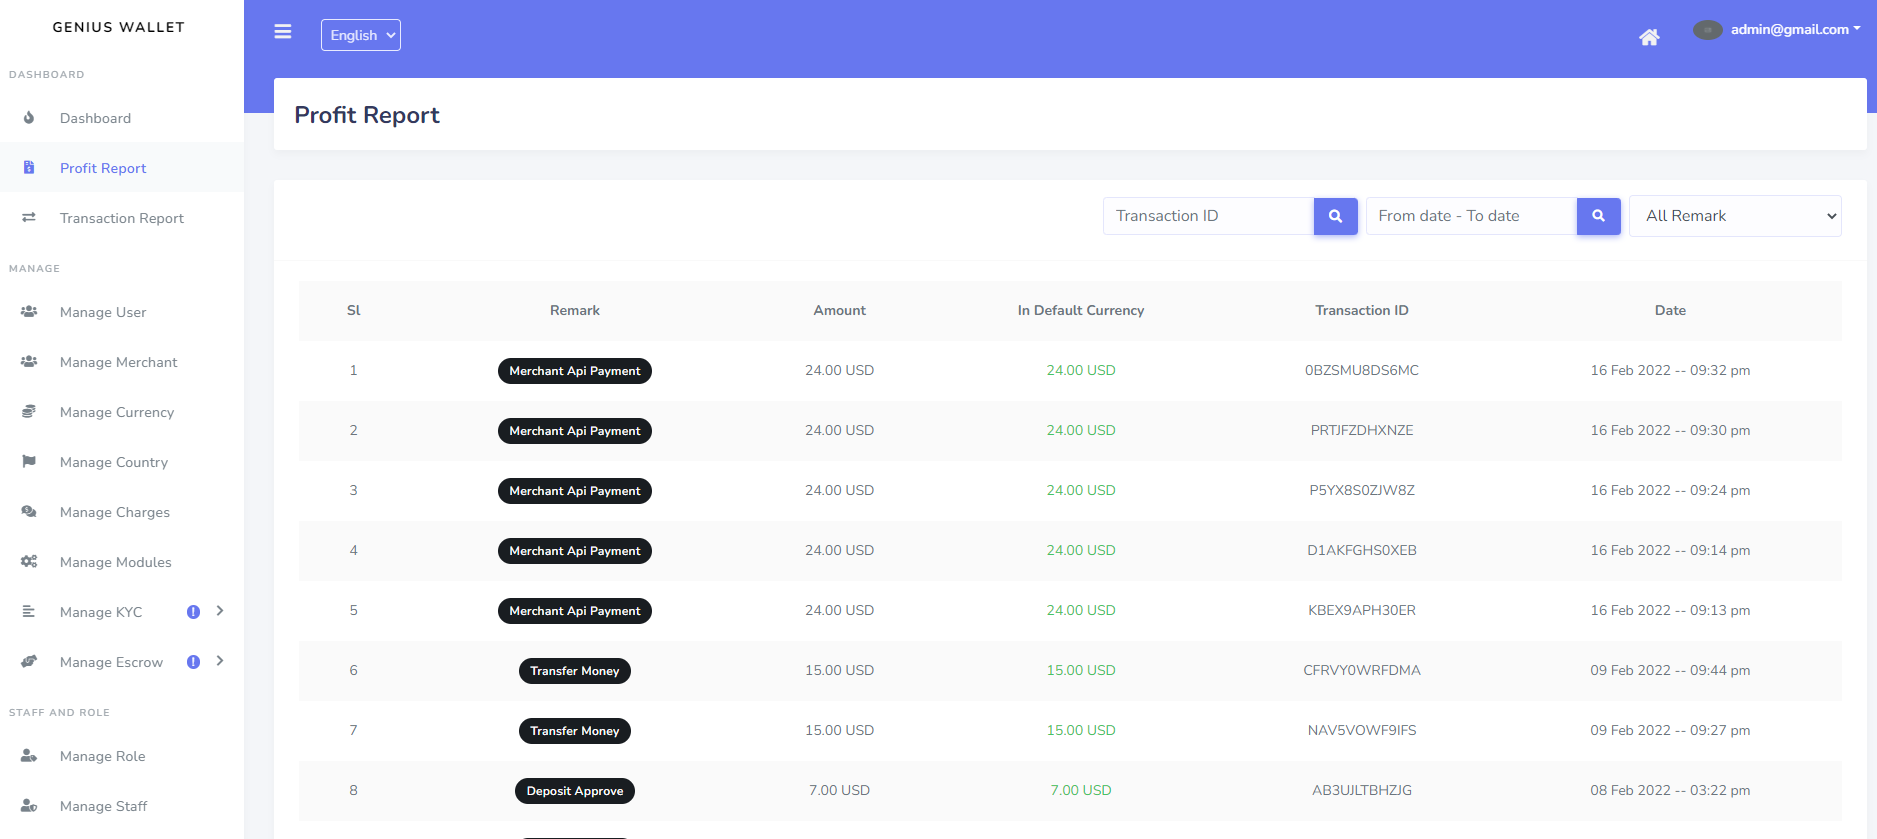 GENIUS WALLET
English
admin@gmail.com
DASHBOARD
Dashboard
Profit Report
Transaction Report
MANAGE
Manage User
Manage Merchant
Manage Currency
Manage Country
Manage Charges
Manage Modules
Manage KYC !
Manage Escrow !
STAFF AND ROLE
Manage Role
Manage Staff
Profit Report
Transaction ID From date - To date All Remark
Sl Remark Amount In Default Currency Transaction ID Date
1 Merchant Api Payment 24.00 USD 24.00 USD 0BZSMU8DS6MC 16 Feb 2022 -- 09:32 pm
2 Merchant Api Payment 24.00 USD 24.00 USD PRTJFZDHXNZE 16 Feb 2022 -- 09:30 pm
3 Merchant Api Payment 24.00 USD 24.00 USD P5YX8S0ZJW8Z 16 Feb 2022 -- 09:24 pm
4 Merchant Api Payment 24.00 USD 24.00 USD D1AKFGHS0XEB 16 Feb 2022 -- 09:14 pm
5 Merchant Api Payment 24.00 USD 24.00 USD KBEX9APH30ER 16 Feb 2022 -- 09:13 pm
6 Transfer Money 15.00 USD 15.00 USD CFRVY0WRFDMA 09 Feb 2022 -- 09:44 pm
7 Transfer Money 15.00 USD 15.00 USD NAV5VOWF9IFS 09 Feb 2022 -- 09:27 pm
8 Deposit Approve 7.00 USD 7.00 USD AB3UJLTBHZJG 08 Feb 2022 -- 03:22 pm